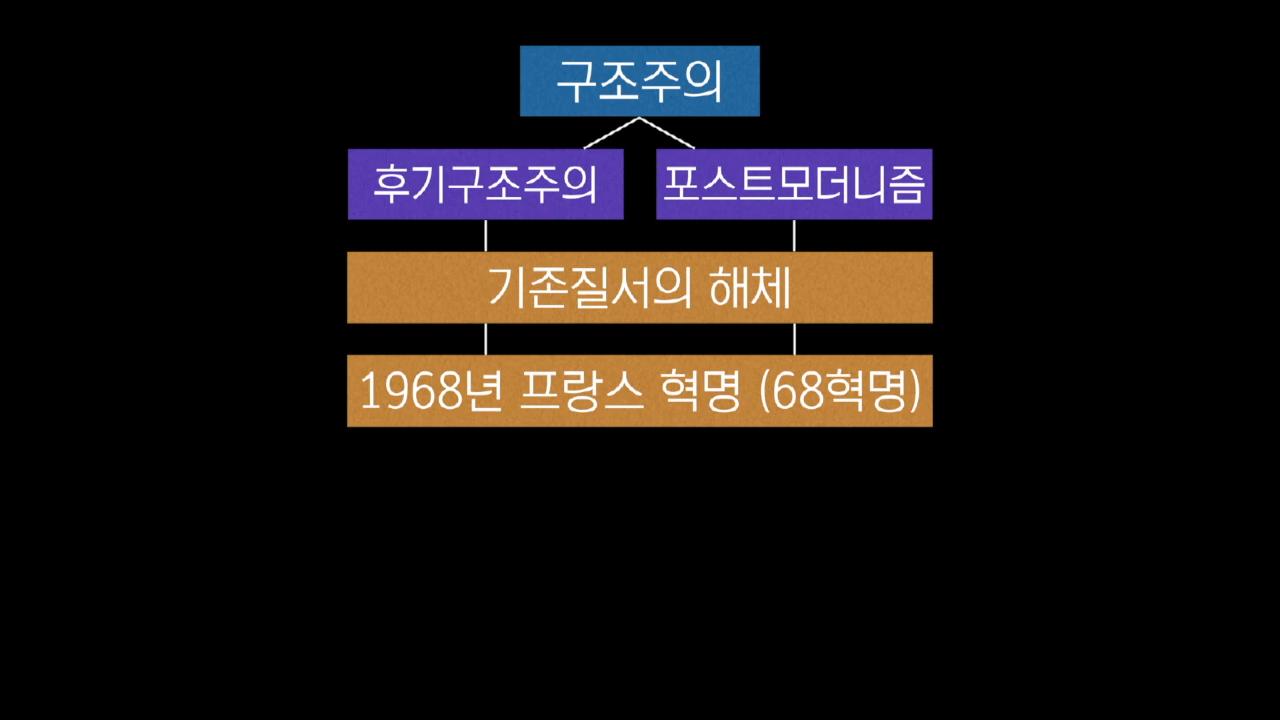 구조주의
후기구조주의 포스트모더니즘
기존질서의 해체
1968년 프랑스 혁명 (68혁명)